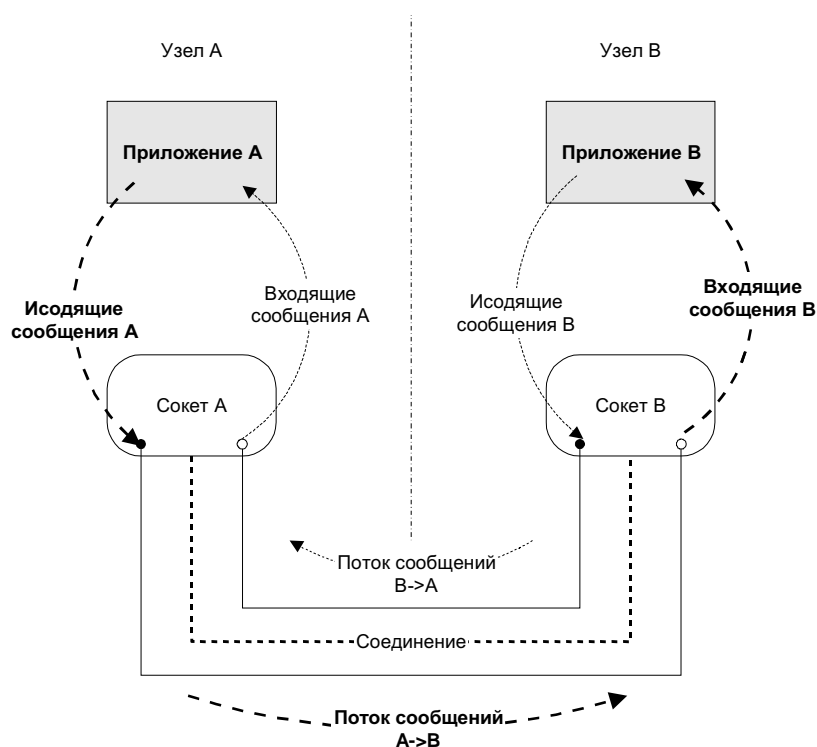 Узел A
Узел B
Приложение A
Приложение B
Исодящие
сообщения A
Входящие
сообщения A
Исодящие
сообщения B
Входящие
сообщения B
Сокет A
Сокет B
Поток сообщений
B->A
Соединение
Поток сообщений
A->B